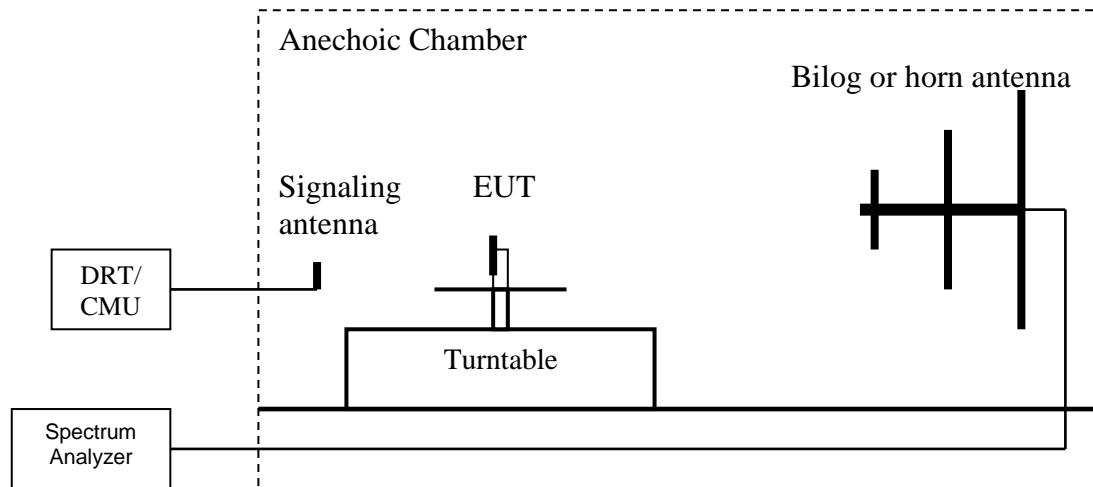 Anechoic Chamber
Bilog or horn antenna
Signaling
antenna
EUT
DRT/
CMU
Turntable
Spectrum
Analyzer